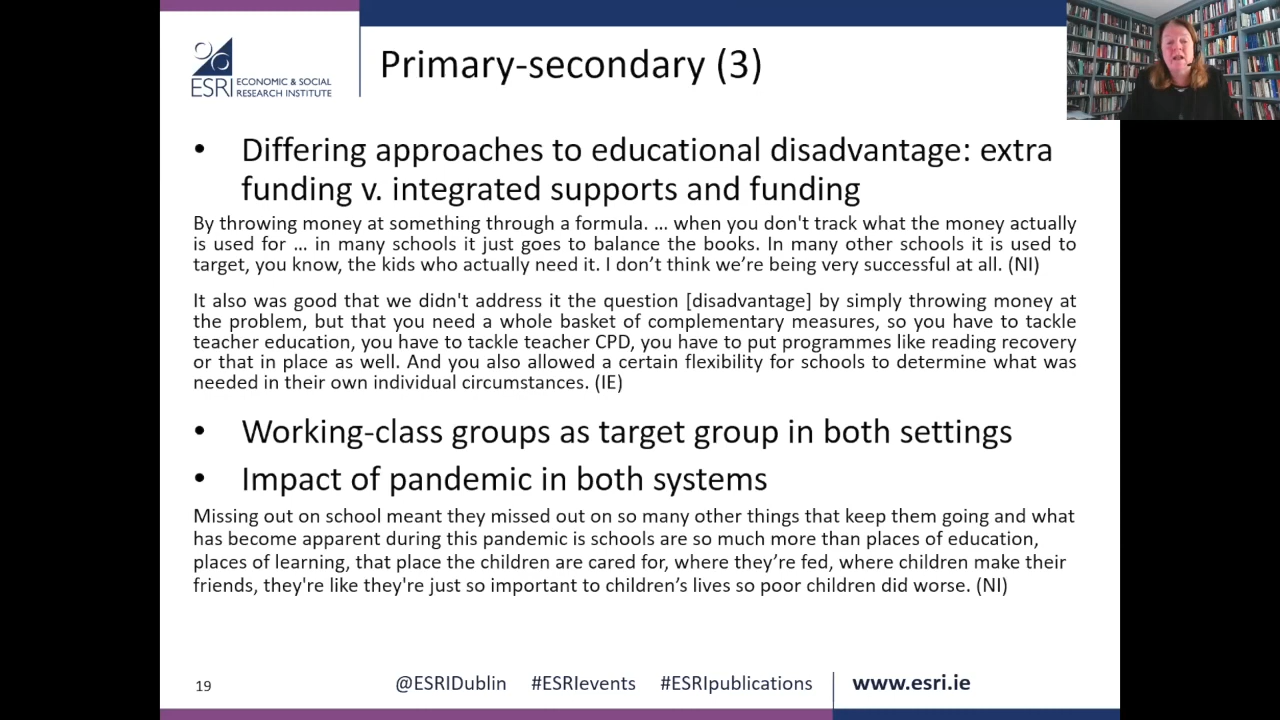 ESRI ECONOMIC & SOCIAL
RESEARCH INSTITUTE
Primary-secondary (3)
• Differing approaches to educational disadvantage: extra
funding v. integrated supports and funding
By throwing money at something through a formula. ... when you don't track what the money actually
is used for ... in many schools it just goes to balance the books. In many other schools it is used to
target, you know, the kids who actually need it. I don’t think we’re being very successful at all. (NI)
It also was good that we didn't address it the question [disadvantage] by simply throwing money at
the problem, but that you need a whole basket of complementary measures, so you have to tackle
teacher education, you have to tackle teacher CPD, you have to put programmes like reading recovery
or that in place as well. And you also allowed a certain flexibility for schools to determine what was
needed in their own individual circumstances. (IE)
• Working-class groups as target group in both settings
• Impact of pandemic in both systems
Missing out on school meant they missed out on so many other things that keep them going and what
has become apparent during this pandemic is schools are so much more than places of education,
places of learning, that place the children are cared for, where they’re fed, where children make their
friends, they're like they're just so important to children’s lives so poor children did worse. (NI)
19
@ESRIDublin #ESRIevents #ESRIpublications www.esri.ie